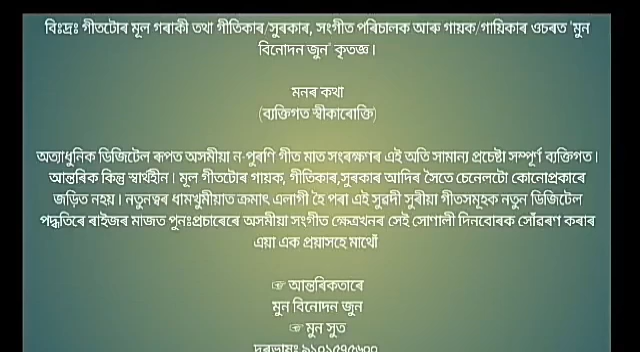 বিঃদ্ৰঃ গীতটোৰ মূল গৰাকী তথা গীতিকাৰ/সুৰকাৰ, সংগীত পৰিচালক আৰু গায়ক/গায়িকাৰ ওচৰত 'মুন
বিনোদন জুন' কৃতজ্ঞ।
মনৰ কথা
(ব্যক্তিগত স্বীকাৰোক্তি)
অত্যাধুনিক ডিজিটেল ৰূপত অসমীয়া ন-পুৰণি গীত মাত সংৰক্ষণৰ এই অতি সামান্য প্ৰচেষ্টা সম্পূৰ্ণ ব্যক্তিগত।
আন্তৰিক কিন্তু স্বাৰ্থহীন। মূল গীতটোৰ গায়ক, গীতিকাৰ,সুৰকাৰ আদিৰ সৈতে চেনেলটো কোনোপ্ৰকাৰে
জড়িত নহয়। নতুনত্বৰ ধামখুমীয়াত ক্ৰমাৎ এলাগী হৈ পৰা এই সুৱদী সুৰীয়া গীতসমূহক নতুন ডিজিটেল
পদ্ধতিৰে ৰাইজৰ মাজত পুনঃপ্ৰচাৰেৰে অসমীয়া সংগীত ক্ষেত্ৰখনৰ সেই সোণালী দিনবোৰক সোঁৱৰণ কৰাৰ
এয়া এক প্ৰয়াসহে মাথোঁ
☞ আন্তৰিকতাৰে
মুন বিনোদন জুন
☞ মুন সুত
দূৰভাষঃ ৯১০১৫৭৫৬০০